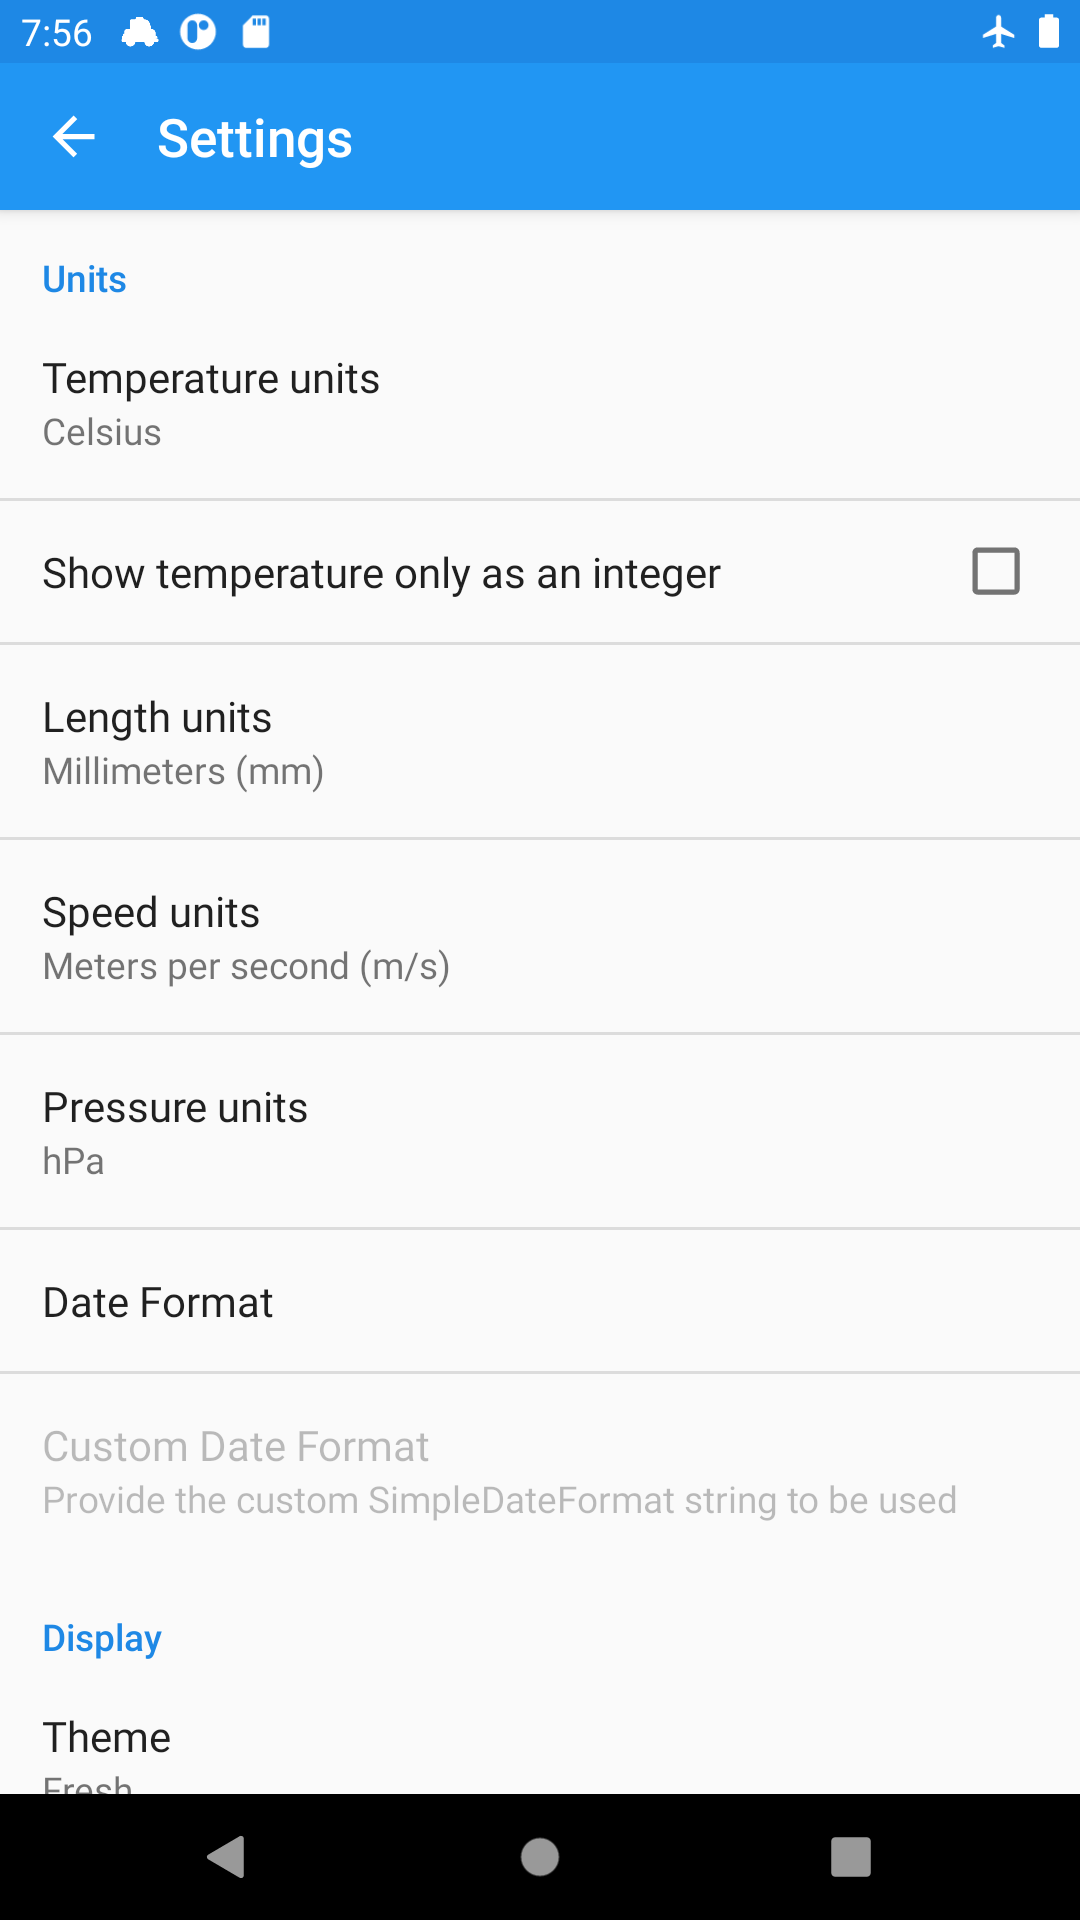 7:56
Settings
Units
Temperature units
Celsius
Show temperature only as an integer
Length units
Millimeters (mm)
Speed units
Meters per second (m/s)
Pressure units
hPa
Date Format
Custom Date Format
Provide the custom SimpleDateFormat string to be used
Display
Theme
Fresh